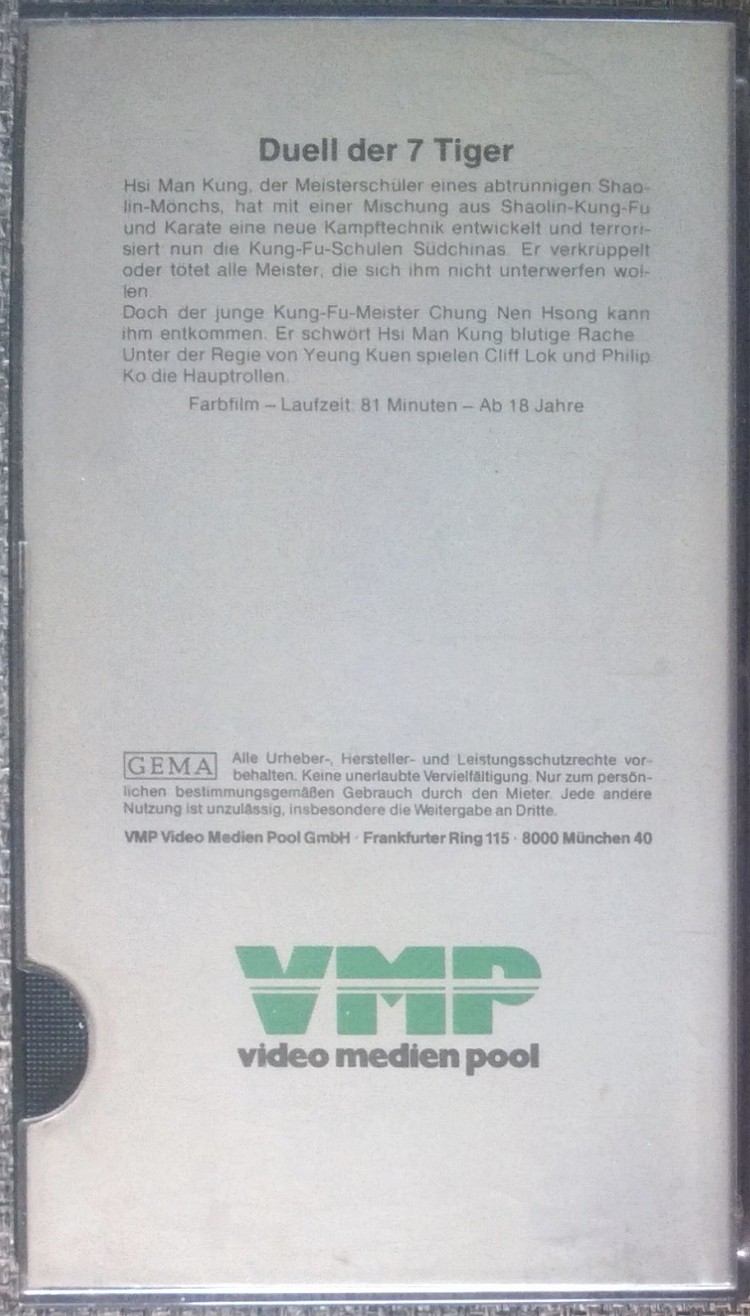 Duell der 7 Tiger
Hsi Man Kung, der Meisterschüler eines abtrünnigen Shao-
lin-Mönchs, hat mit einer Mischung aus Shaolin-Kung-Fu
und Karate eine neue Kampftechnik entwickelt und terrori-
siert nun die Kung-Fu-Schulen Südchinas. Er verkrüppelt
oder tötet alle Meister, die sich ihm nicht unterwerfen wol-
len.
Doch der junge Kung-Fu-Meister Chung Nen Hsong kann
ihm entkommen. Er schwört Hsi Man Kung blutige Rache.
Unter der Regie von Yeung Kuen spielen Cliff Lok und Philip
Ko die Hauptrollen.
Farbfilm – Laufzeit: 81 Minuten – Ab 18 Jahre
GEMA Alle Urheber-, Hersteller- und Leistungsschutzrechte vor-
behalten. Keine unerlaubte Vervielfältigung. Nur zum persön-
lichen bestimmungsgemäßen Gebrauch durch den Mieter. Jede andere
Nutzung ist unzulässig, insbesondere die Weitergabe an Dritte.
VMP Video Medien Pool GmbH · Frankfurter Ring 115 · 8000 München 40
VMP
video medien pool